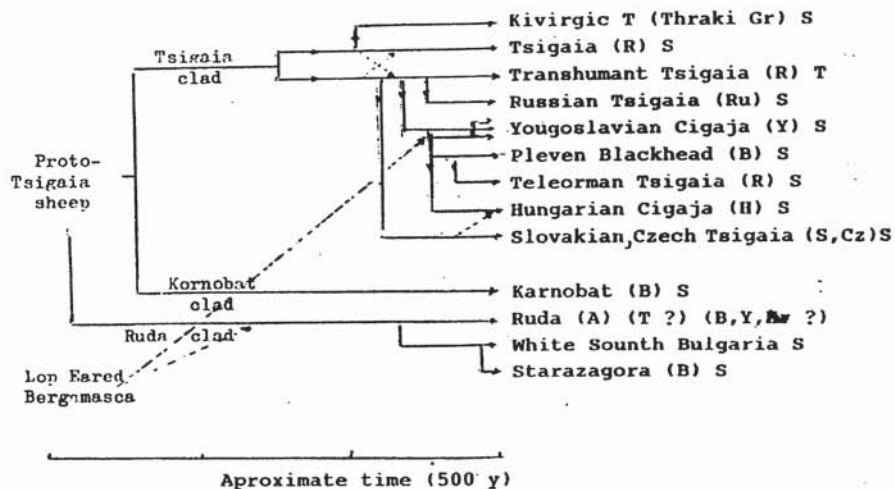 Kivirgic T (Thraki Gr) S
Tsigaia
clad
Tsigaia (R) S
Transhumant Tsigaia (R) T
Russian Tsigaia (Ru) S
Yougoslavian Cigaja (Y) S
Proto-
Tsigaia
sheep
Pleven Blackhead (B) S
Teleorman Tsigaia (R) S
Hungarian Cigaja (H) S
Slovakian,Czech Tsigaia (S,Cz)S
Kornobat
clad
Karnobat (B) S
Ruda clad
Ruda (A) (T ?) (B,Y, ?)
White Sounth Bulgaria S
Lop Eared
Bergamasca
Starazagora (B) S
Aproximate time (500 y)